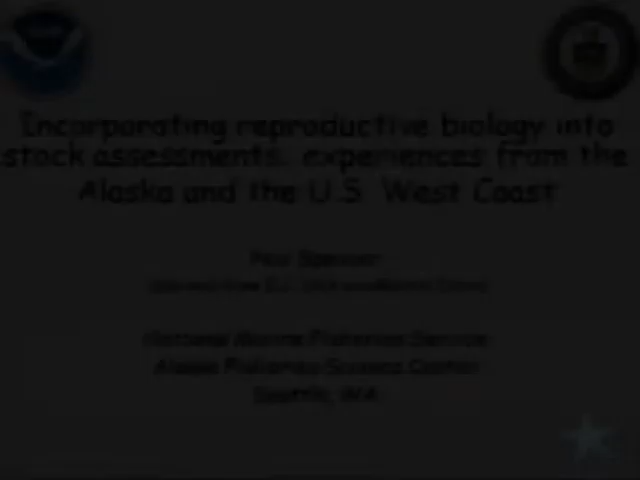 Incorporating reproductive biology into
stock assessments: experiences from the
Alaska and the U.S. West Coast
Paul Spencer
National Marine Fisheries Service
Alaska Fisheries Science Center
Seattle, WA